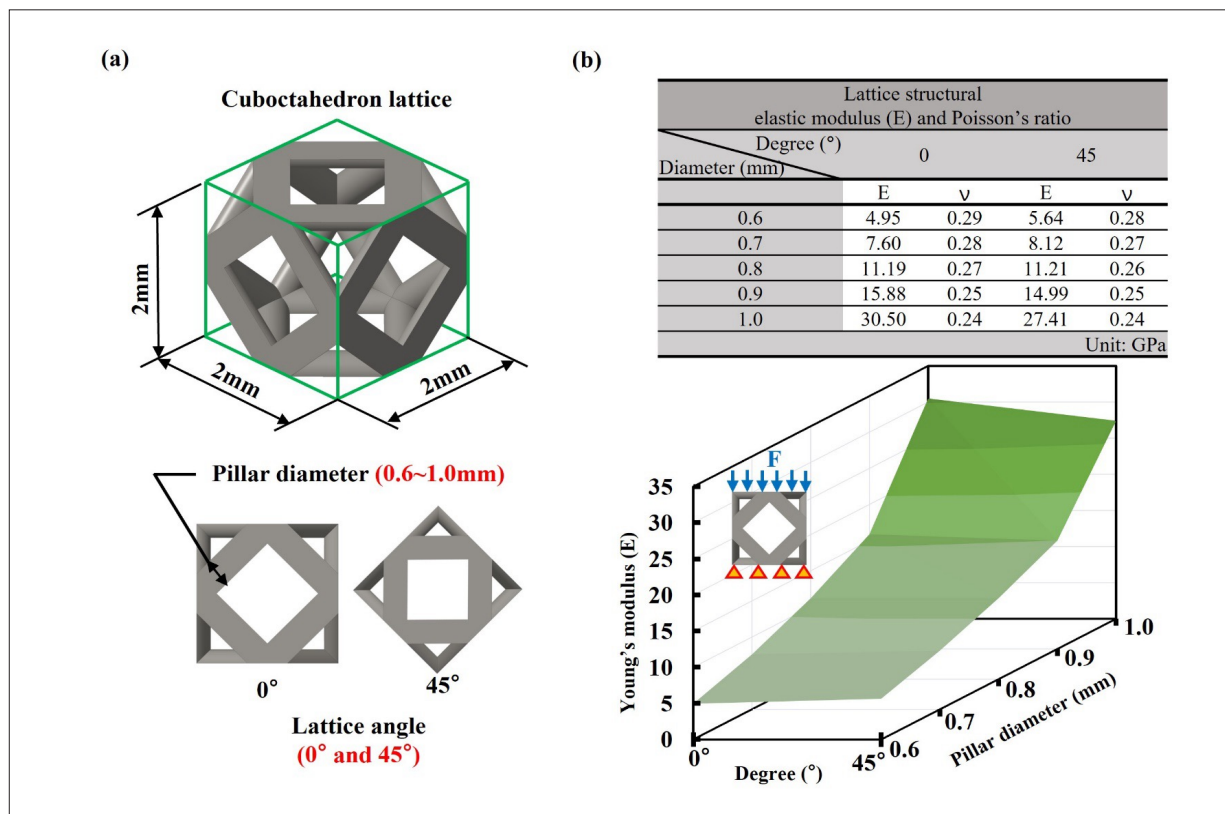 (a)
Cuboctahedron lattice
2mm
2mm
2mm
Pillar diameter (0.6~1.0mm)
0°
45°
Lattice angle
(0° and 45°)
(b)
Lattice structural
elastic modulus (E) and Poisson's ratio
Degree (°)
Diameter (mm)
0 45
E ν E ν
0.6 4.95 0.29 5.64 0.28
0.7 7.60 0.28 8.12 0.27
0.8 11.19 0.27 11.21 0.26
0.9 15.88 0.25 14.99 0.25
1.0 30.50 0.24 27.41 0.24
Unit: GPa
F
Young's modulus (E)
35
30
25
20
15
10
5
0
0°
45°
Degree (°)
0.6
0.7
0.8
0.9
1.0
Pillar diameter (mm)